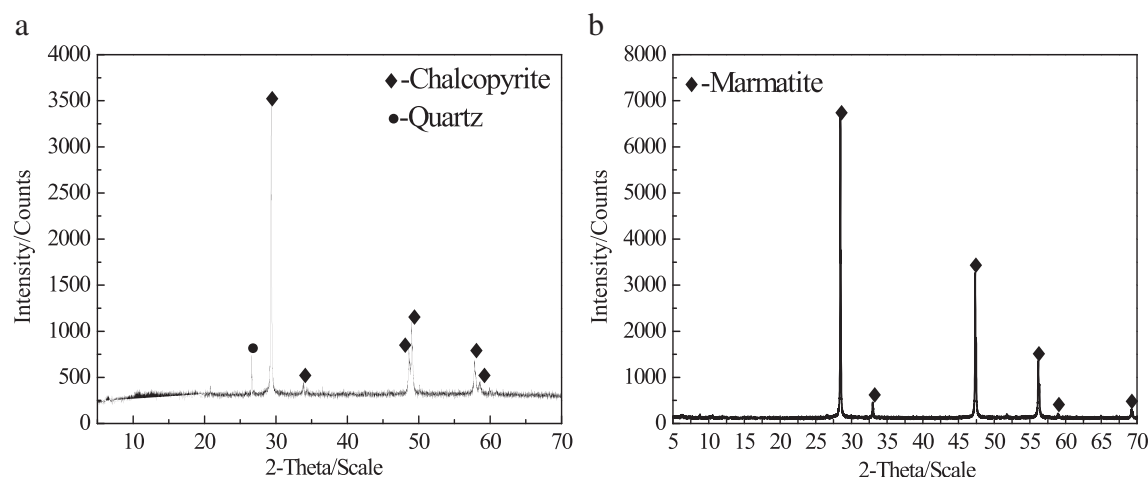 a
4000
3500
3000
2500
2000
1500
1000
500
0
Intensity/Counts
◆-Chalcopyrite
●-Quartz
10 20 30 40 50 60 70
2-Theta/Scale
b
8000
7000
6000
5000
4000
3000
2000
1000
0
Intensity/Counts
◆-Marmatite
5 10 15 20 25 30 35 40 45 50 55 60 65 70
2-Theta/Scale